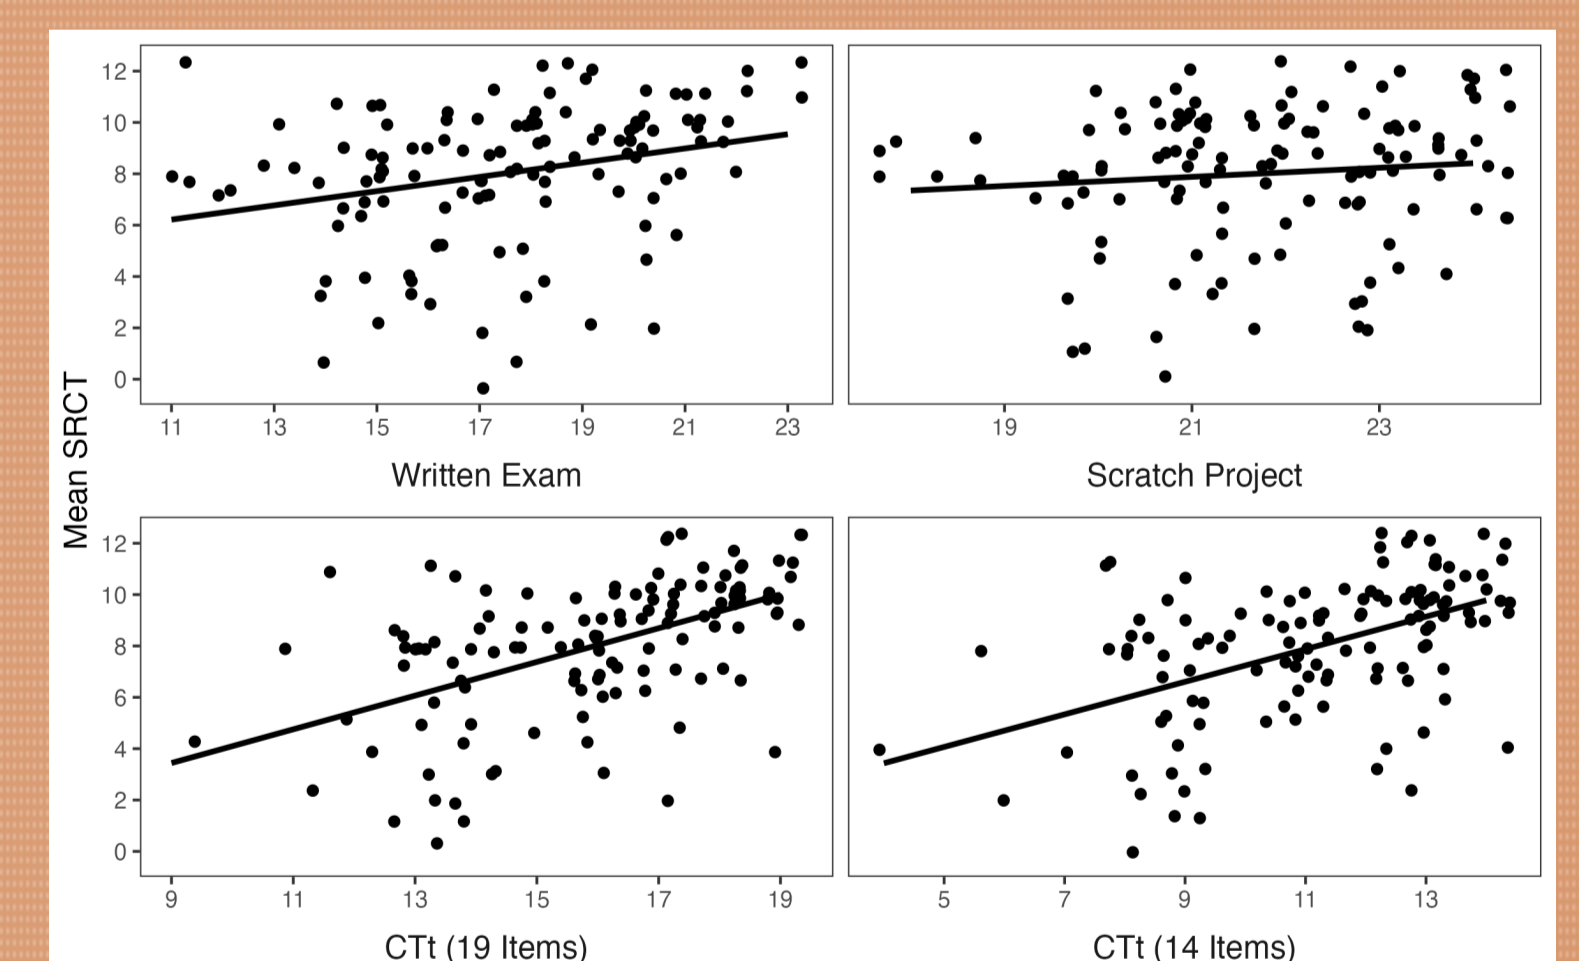 Mean SRCT
12
10
8
6
4
2
0
11 13 15 17 19 21 23
Written Exam
19 21 23
Scratch Project
12
10
8
6
4
2
0
9 11 13 15 17 19
CTt (19 Items)
5 7 9 11 13
CTt (14 Items)